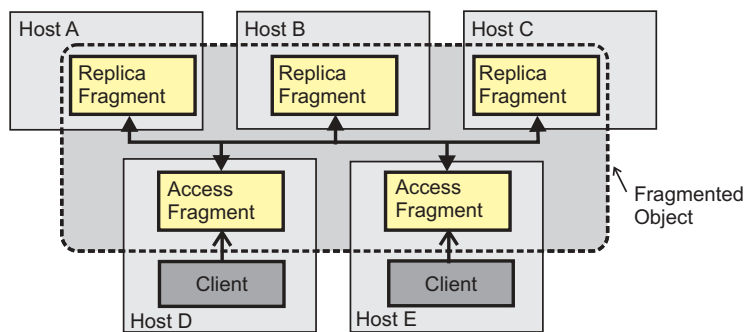 Host A
Host B
Host C
Replica
Fragment
Replica
Fragment
Replica
Fragment
Access
Fragment
Access
Fragment
Fragmented
Object
Client
Client
Host D
Host E